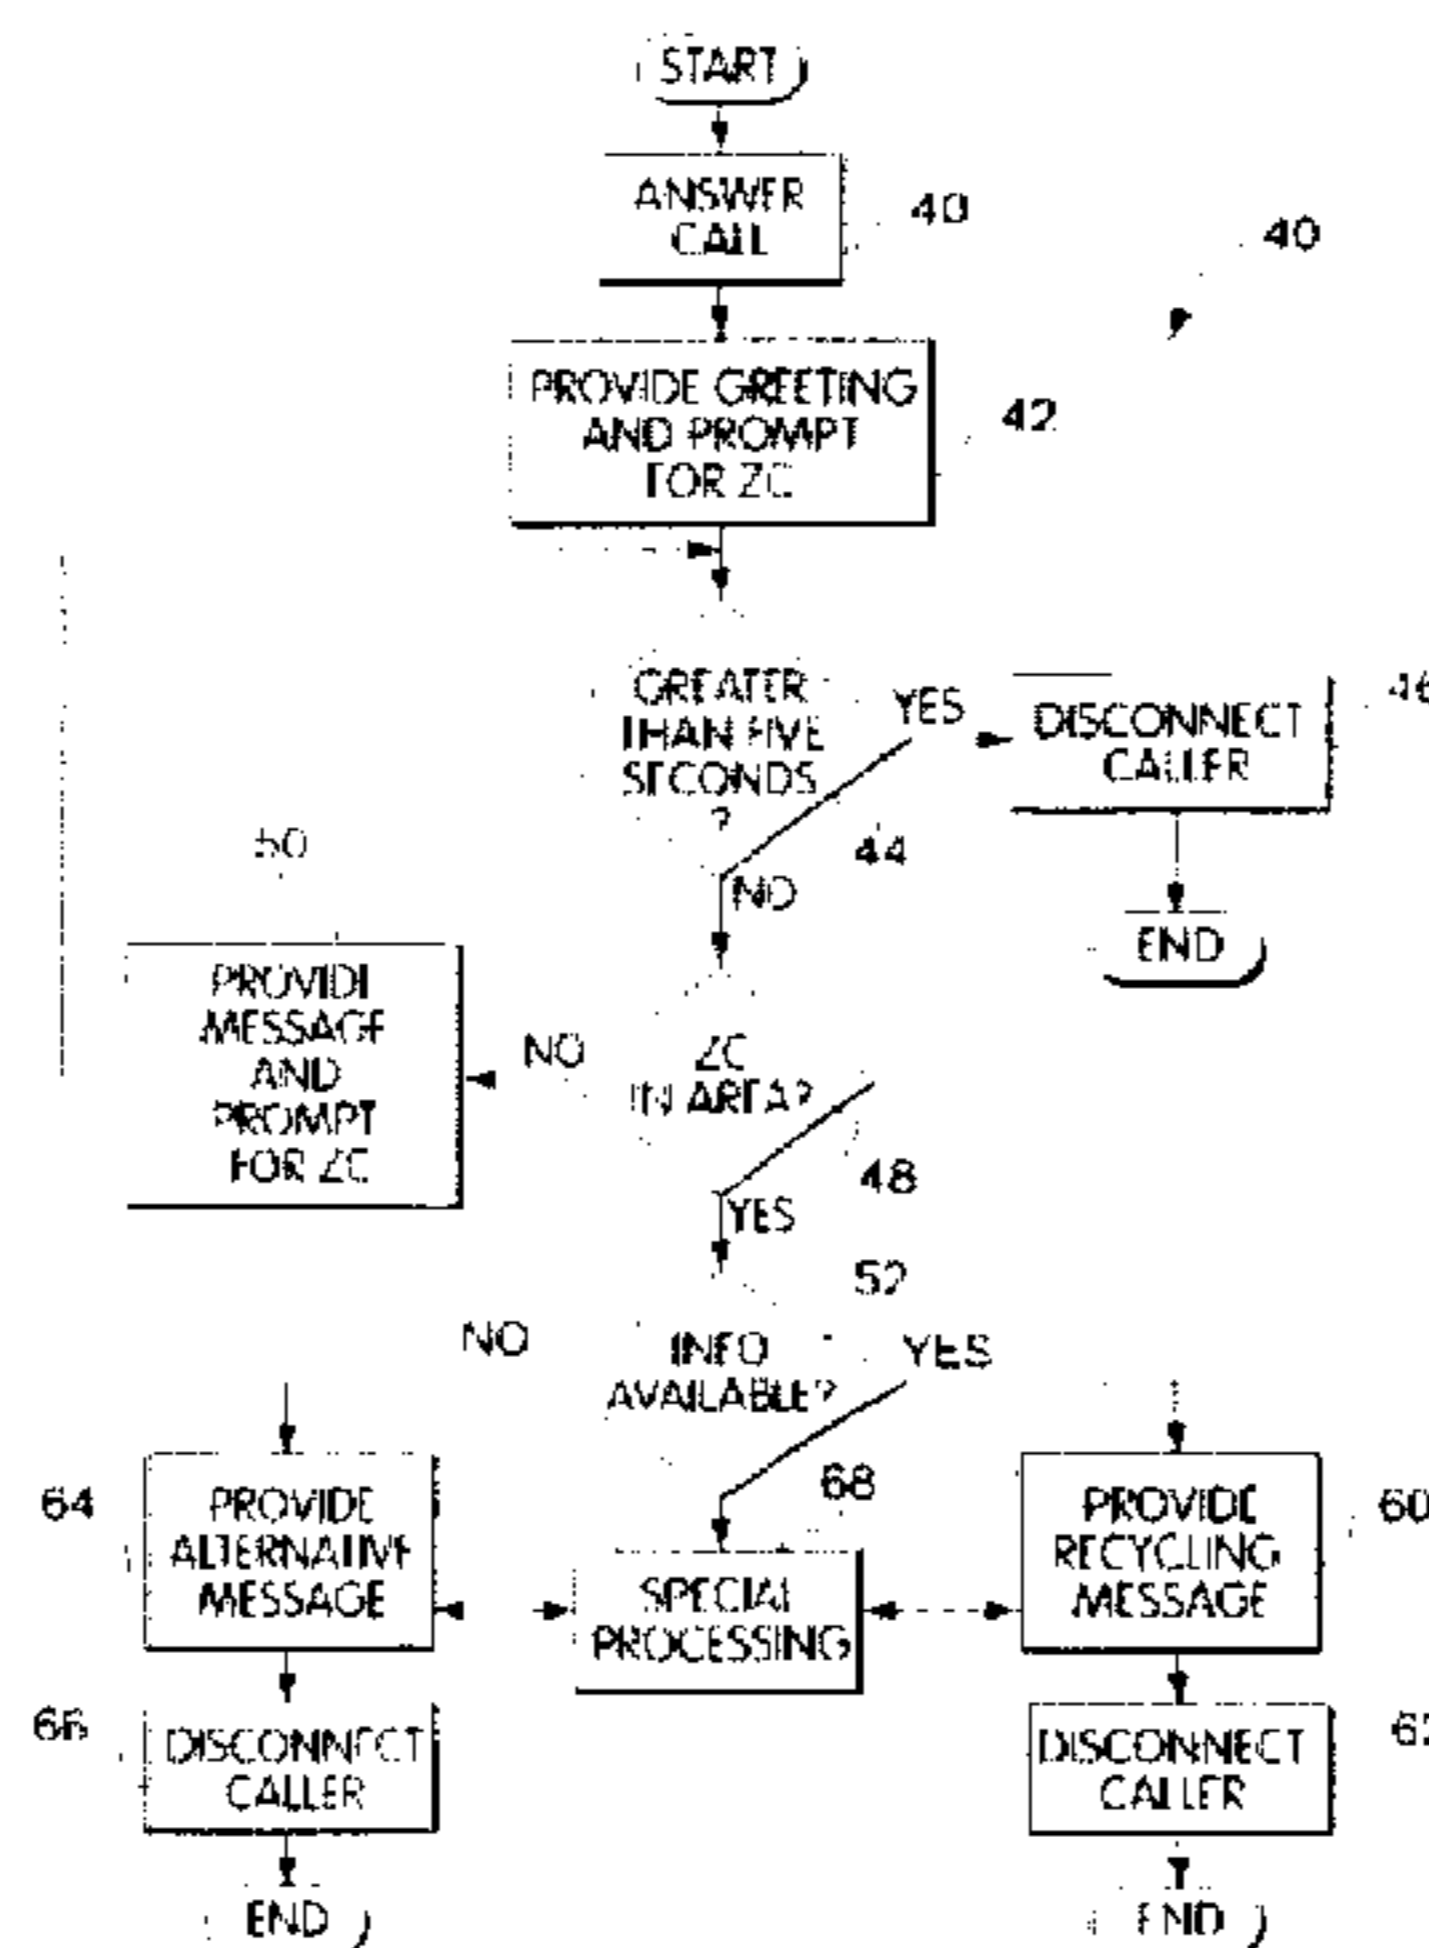 START
ANSWER
CALL
40
40
PROVIDE GREETING
AND PROMPT
FOR ZC
42
GREATER
THAN FIVE
SECONDS
?
YES
DISCONNECT
CALLER
46
44
NO
END
50
PROVIDE
MESSAGE
AND
PROMPT
FOR ZC
NO
ZC
IN AREA?
48
YES
52
NO
INFO
AVAILABLE?
YES
64
PROVIDE
ALTERNATIVE
MESSAGE
68
SPECIAL
PROCESSING
PROVIDE
RECYCLING
MESSAGE
60
66
DISCONNECT
CALLER
DISCONNECT
CALLER
62
END
END